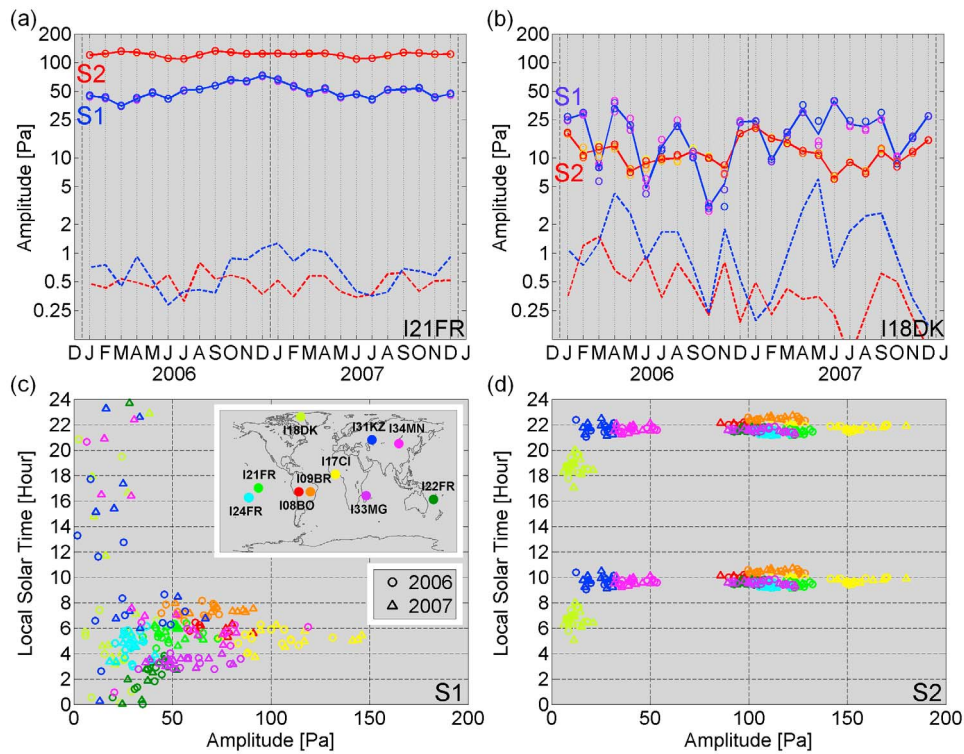 (a)
(b)
200
100
50
25
10
5
2
1
0.5
0.25
Amplitude [Pa]
S2
S1
I21FR
D J F M A M J J A S O N D J F M A M J J A S O N D J
2006 2007
200
100
50
25
10
5
2
1
0.5
0.25
Amplitude [Pa]
S1
S2
I18DK
D J F M A M J J A S O N D J F M A M J J A S O N D J
2006 2007
(c)
(d)
24
22
20
18
16
14
12
10
8
6
4
2
0
Local Solar Time [Hour]
I18DK
I31KZ
I34MN
I17CI
I21FR
I09BR
I22FR
I24FR
I08BO
I33MG
2006
2007
S1
0 50 100 150 200
Amplitude [Pa]
24
22
20
18
16
14
12
10
8
6
4
2
0
Local Solar Time [Hour]
S2
0 50 100 150 200
Amplitude [Pa]